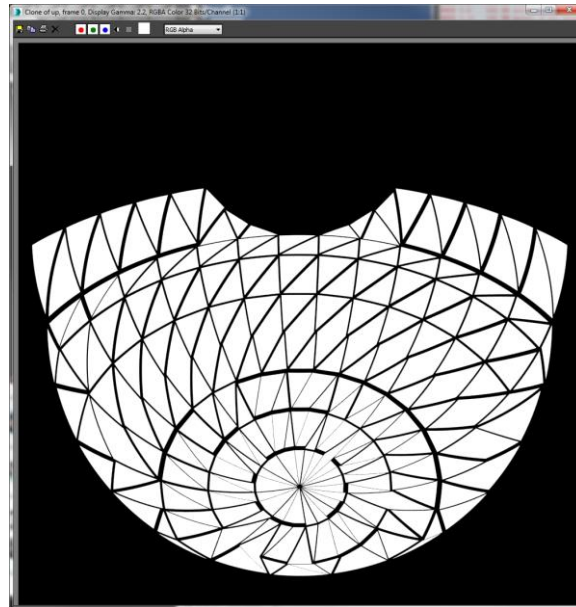 Clone of up, frame 0, Display Gamma: 2.2, RGBA Color 32 Bits/Channel (1:1)
RGB Alpha